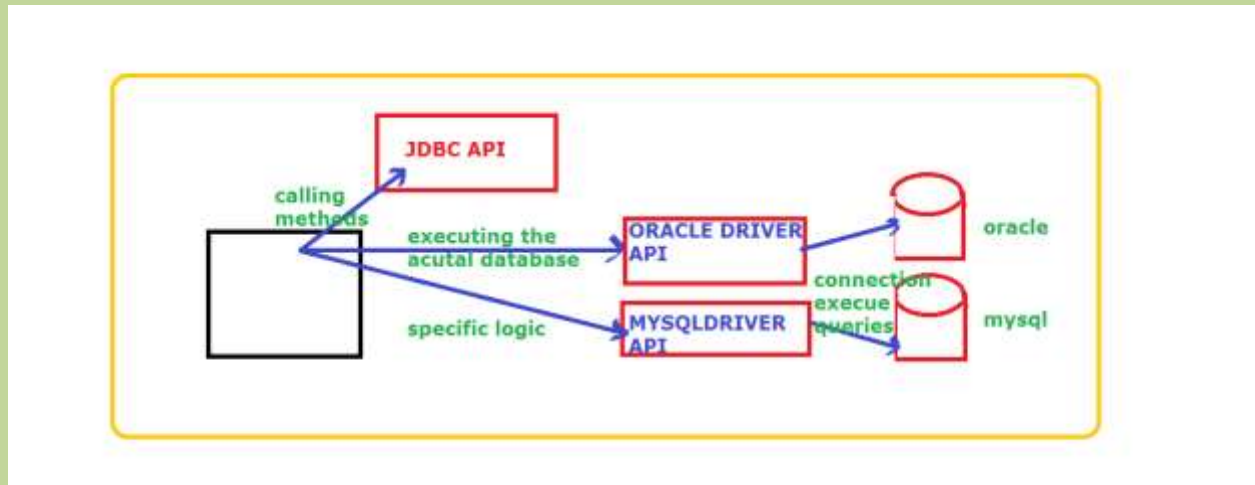 JDBC API
calling
methods
executing the
acutal database
specific logic
ORACLE DRIVER
API
MYSQLDRIVER
API
connection
execue
queries
oracle
mysql